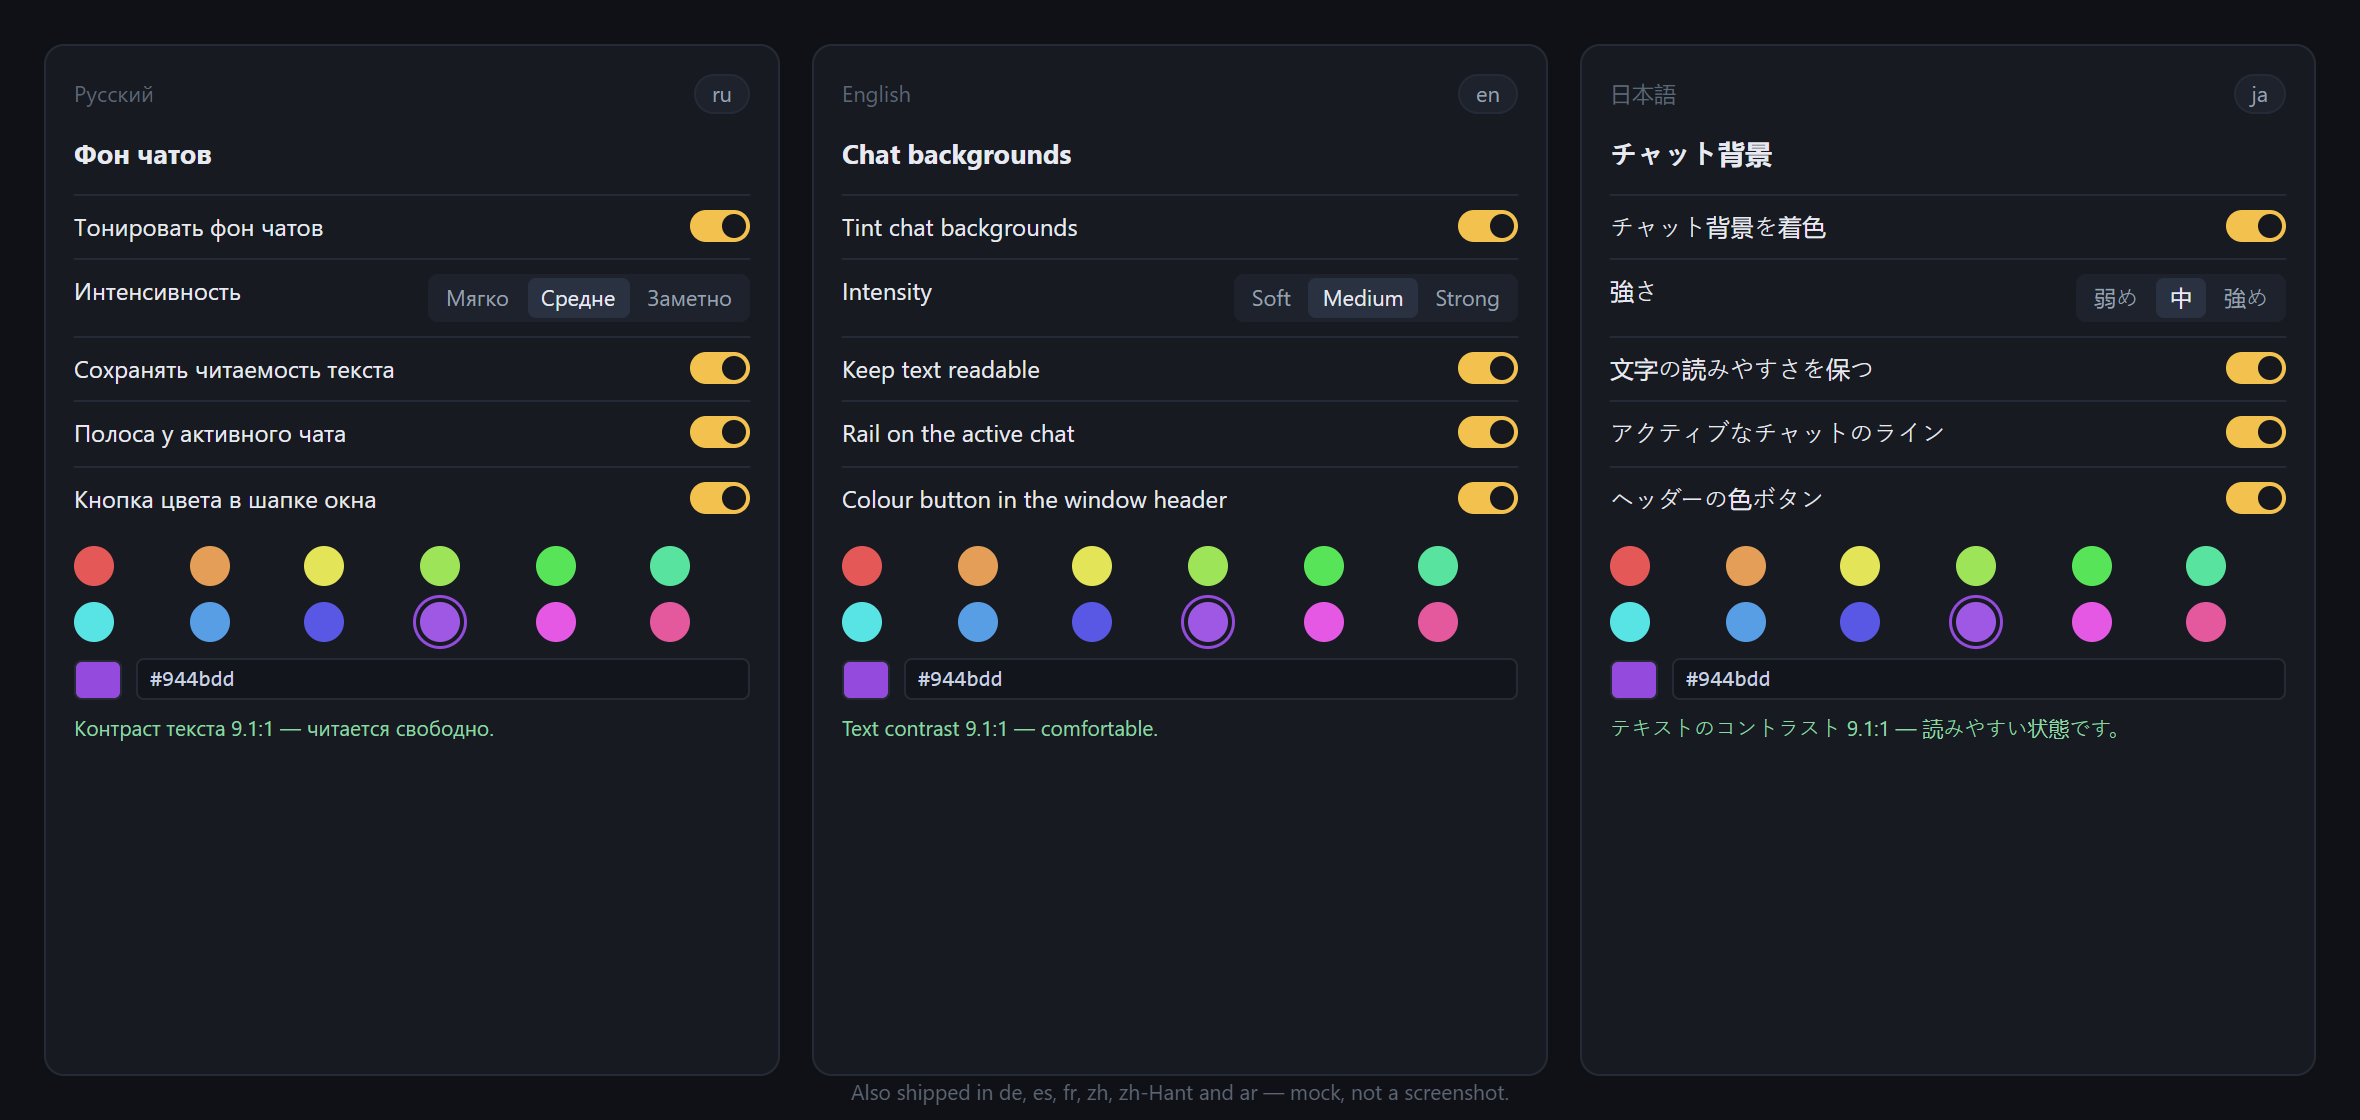 Русский ru
Фон чатов
Тонировать фон чатов
Интенсивность Мягко Средне Заметно
Сохранять читаемость текста
Полоса у активного чата
Кнопка цвета в шапке окна
#944bdd
Контраст текста 9.1:1 — читается свободно.
English en
Chat backgrounds
Tint chat backgrounds
Intensity Soft Medium Strong
Keep text readable
Rail on the active chat
Colour button in the window header
#944bdd
Text contrast 9.1:1 — comfortable.
日本語 ja
チャット背景
チャット背景を着色
強さ 弱め 中 強め
文字の読みやすさを保つ
アクティブなチャットのライン
ヘッダーの色ボタン
#944bdd
テキストのコントラスト 9.1:1 — 読みやすい状態です。
Also shipped in de, es, fr, zh, zh-Hant and ar — mock, not a screenshot.